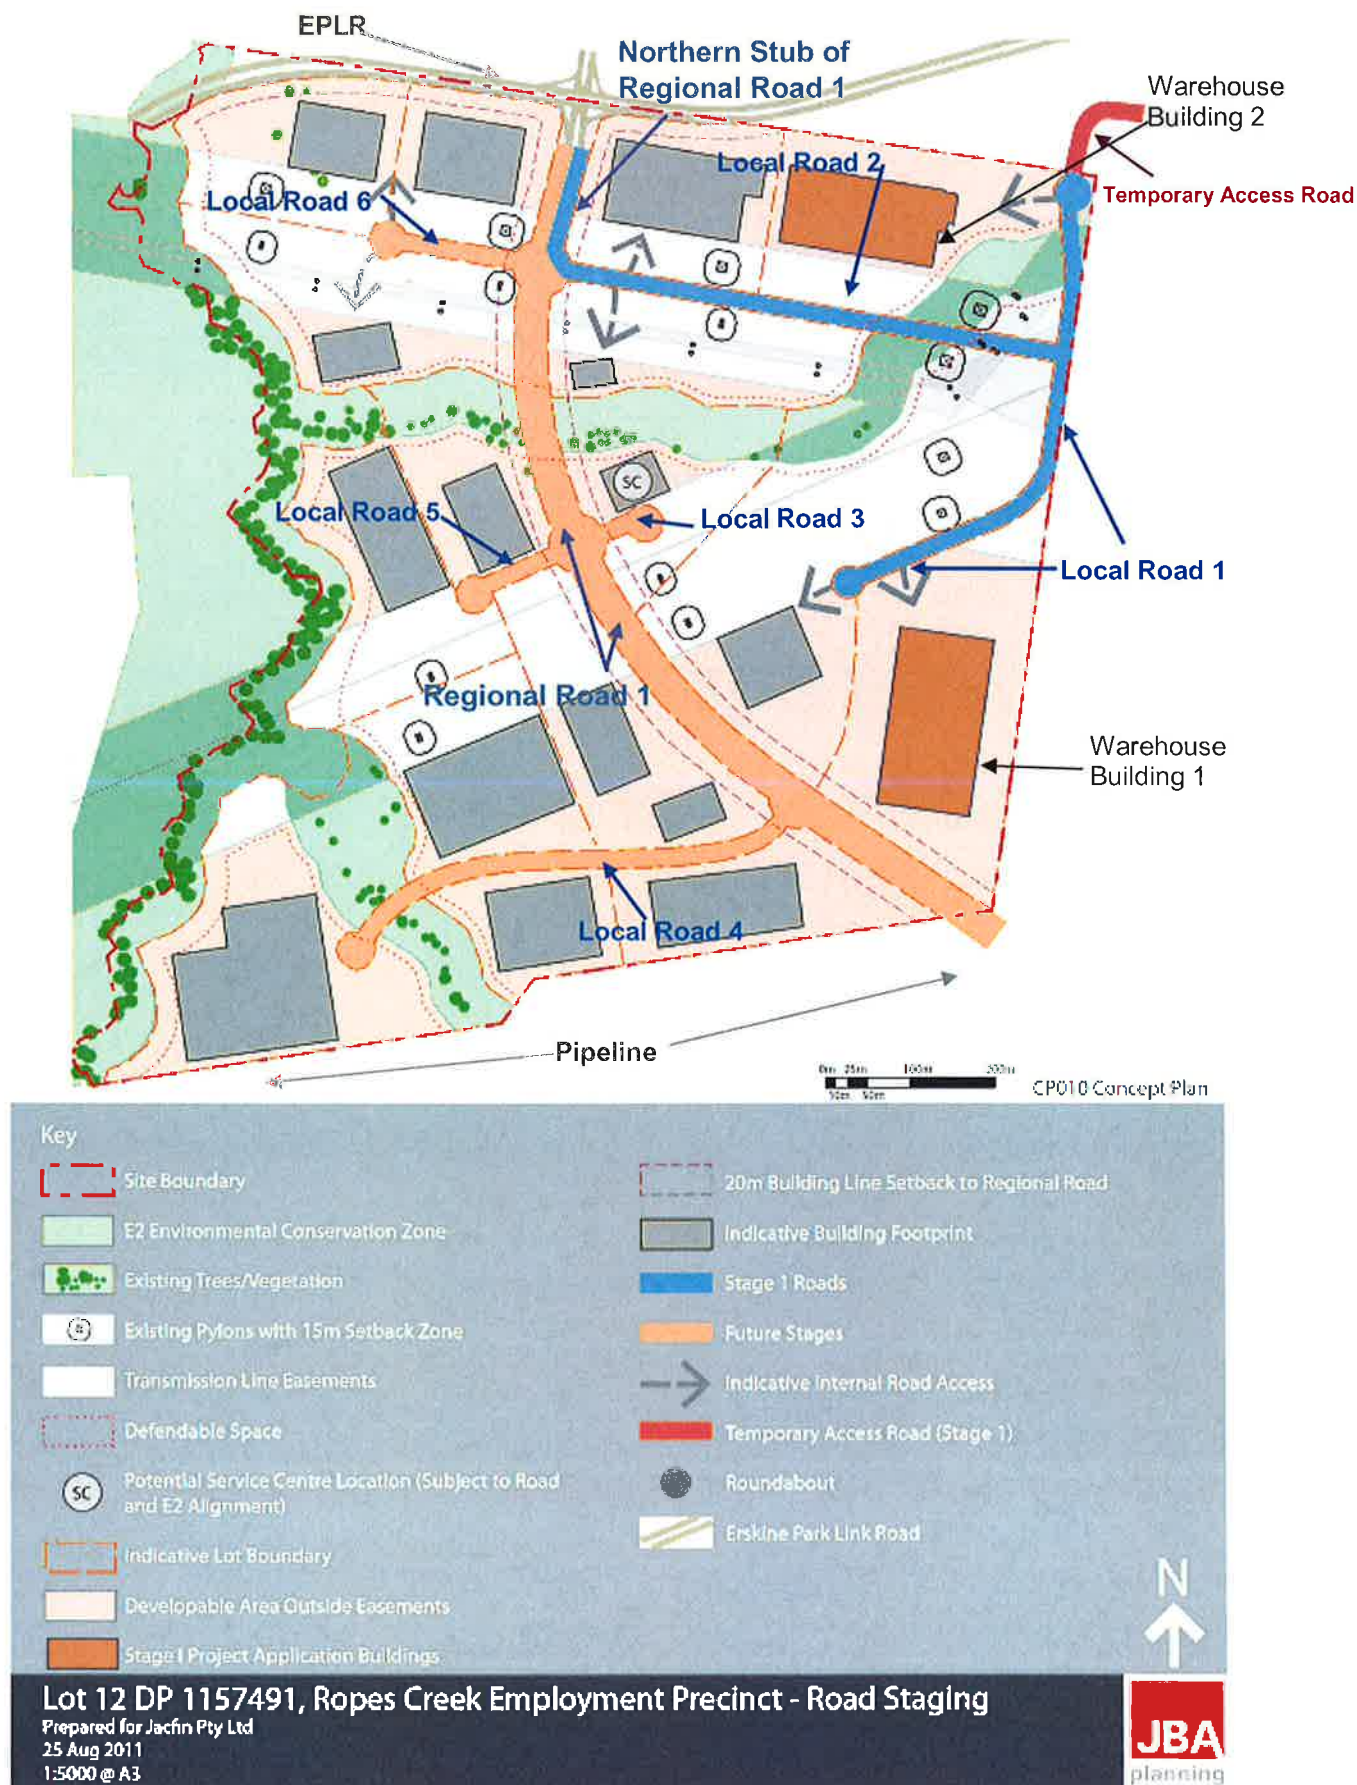 EPLR
Northern Stub of
Regional Road 1
Warehouse
Building 2
Local Road 2
Temporary Access Road
Local Road 6
SC
Local Road 5
Local Road 3
Local Road 1
Regional Road 1
Warehouse
Building 1
Local Road 4
Pipeline
0m 25m 100m 200m
10m 50m
CP010 Concept Plan
Key
Site Boundary
E2 Environmental Conservation Zone
Existing Trees/Vegetation
Existing Pylons with 15m Setback Zone
Transmission Line Easements
Defendable Space
SC
Potential Service Centre Location (Subject to Road
and E2 Alignment)
Indicative Lot Boundary
Developable Area Outside Easements
Stage I Project Application Buildings
20m Building Line Setback to Regional Road
Indicative Building Footprint
Stage 1 Roads
Future Stages
Indicative Internal Road Access
Temporary Access Road (Stage 1)
Roundabout
Erskine Park Link Road
N
Lot 12 DP 1157491, Ropes Creek Employment Precinct - Road Staging
Prepared for Jacfin Pty Ltd
25 Aug 2011
1:5000 @ A3
JBA
planning